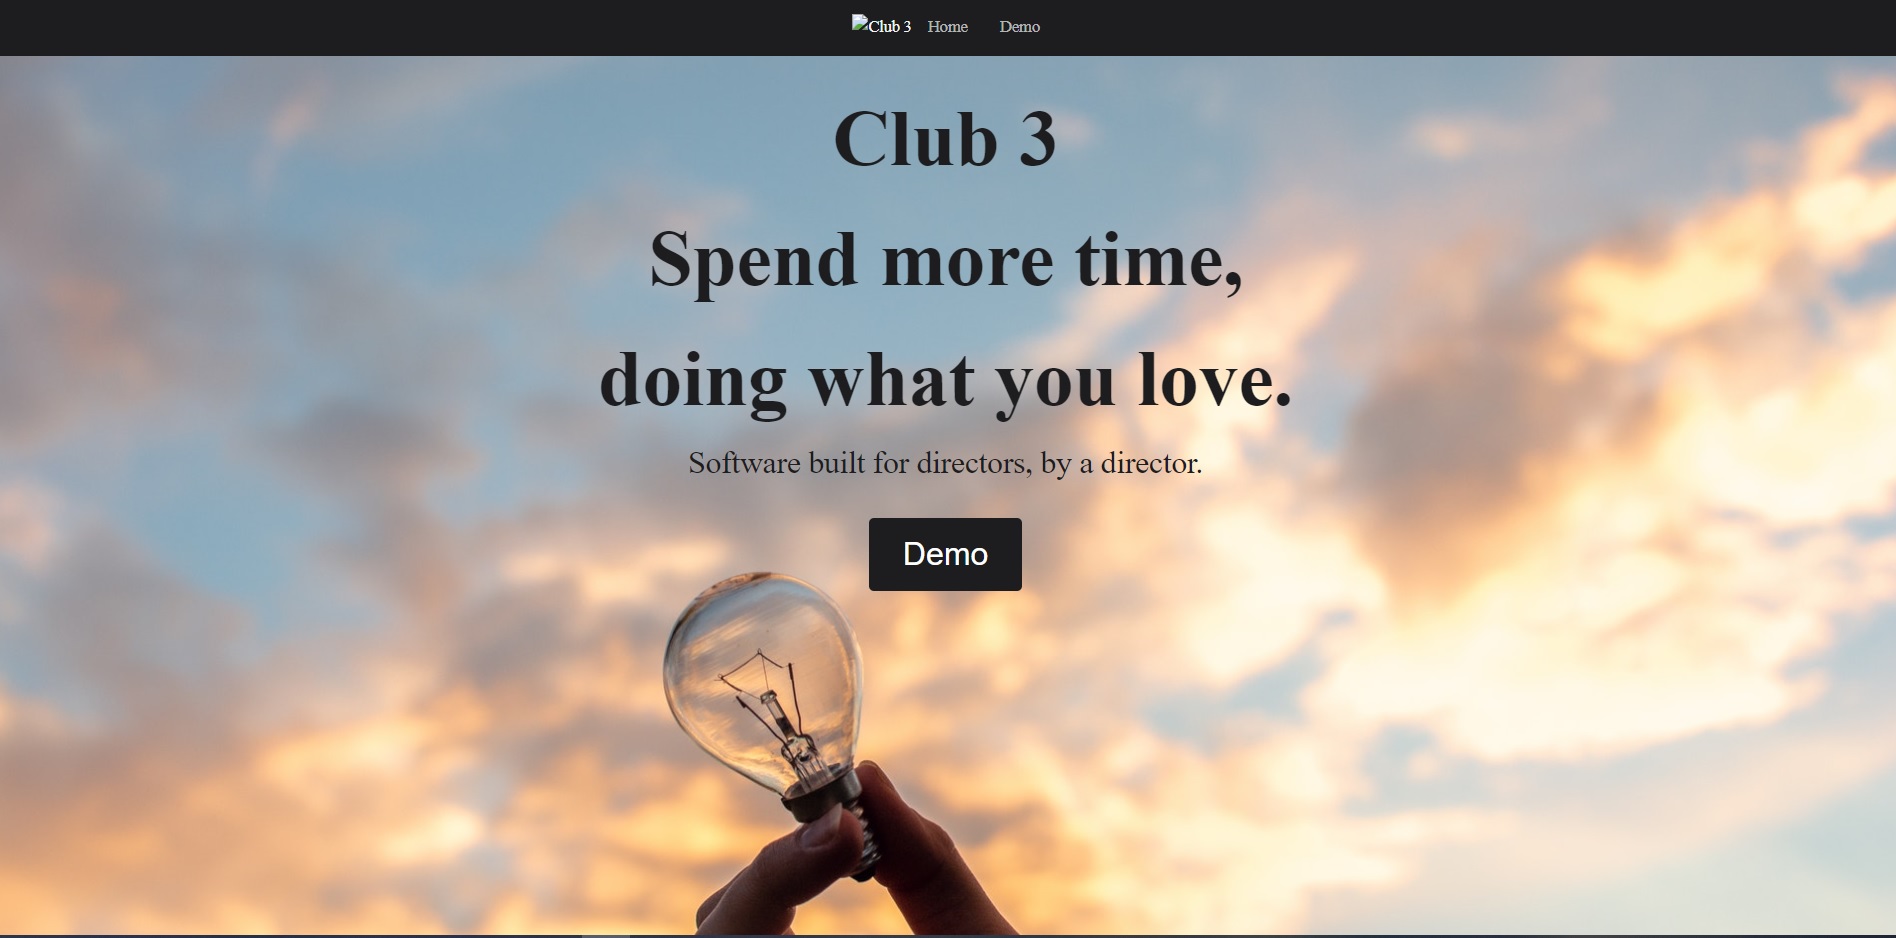 Club 3 Home Demo
Club 3
Spend more time,
doing what you love.
Software built for directors, by a director.
Demo